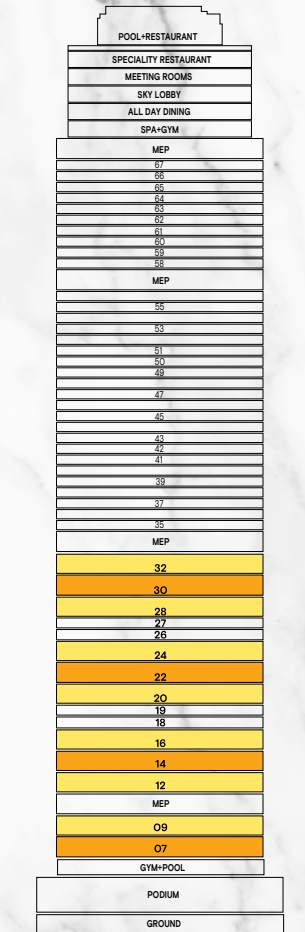 POOL+RESTAURANT
SPECIALITY RESTAURANT
MEETING ROOMS
SKY LOBBY
ALL DAY DINING
SPA+GYM
MEP
67
66
65
64
63
62
61
60
59
58
MEP
55
53
51
50
49
47
45
43
42
41
39
37
35
MEP
32
30
28
27
26
24
22
20
19
18
16
14
12
MEP
09
07
GYM+POOL
PODIUM
GROUND